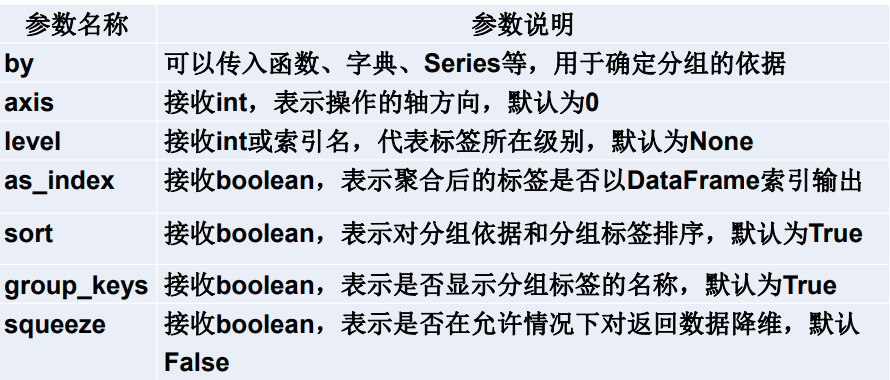 参数名称 参数说明
by 可以传入函数、字典、Series等，用于确定分组的依据
axis 接收int，表示操作的轴方向，默认为0
level 接收int或索引名，代表标签所在级别，默认为None
as_index 接收boolean，表示聚合后的标签是否以DataFrame索引输出
sort 接收boolean，表示对分组依据和分组标签排序，默认为True
group_keys 接收boolean，表示是否显示分组标签的名称，默认为True
squeeze 接收boolean，表示是否在允许情况下对返回数据降维，默认
False